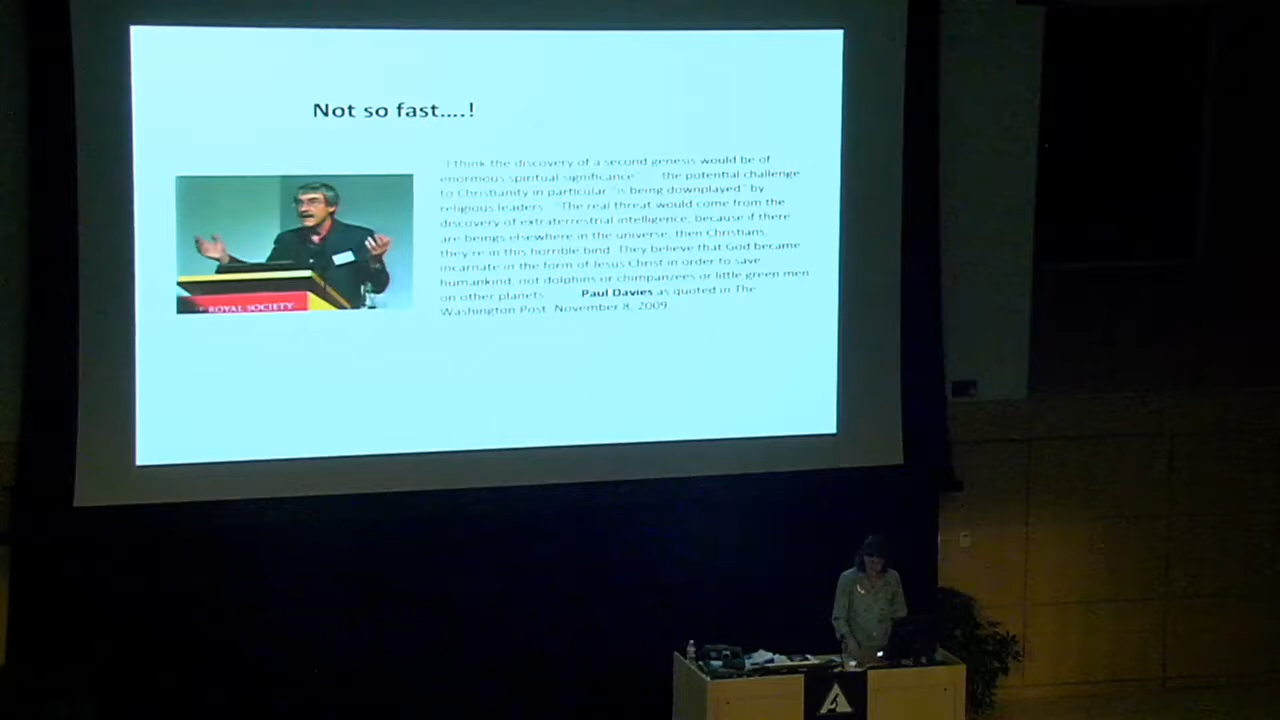 Not so fast....!
"I think the discovery of a second genesis would be of
enormous spiritual significance" the potential challenge
to Christianity in particular "is being downplayed" by
religious leaders "The real threat would come from the
discovery of extraterrestrial intelligence, because if there
are beings elsewhere in the universe, then Christians,
they're in this horrible bind. They believe that God became
incarnate in the form of Jesus Christ in order to save
humankind, not dolphins or chimpanzees or little green men
on other planets Paul Davies as quoted in The
Washington Post November 8, 2009
ROYAL SOCIETY